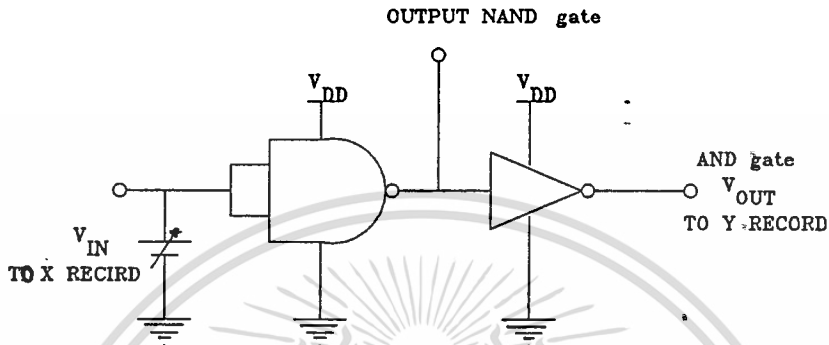 OUTPUT NAND gate
V DD
V DD
AND gate
V OUT
TO Y RECORD
V IN
TO X RECIRD